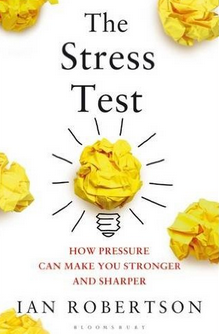 The
Stress
Test
HOW PRESSURE
CAN MAKE YOU STRONGER
AND SHARPER
IAN ROBERTSON
BLOOMSBURY